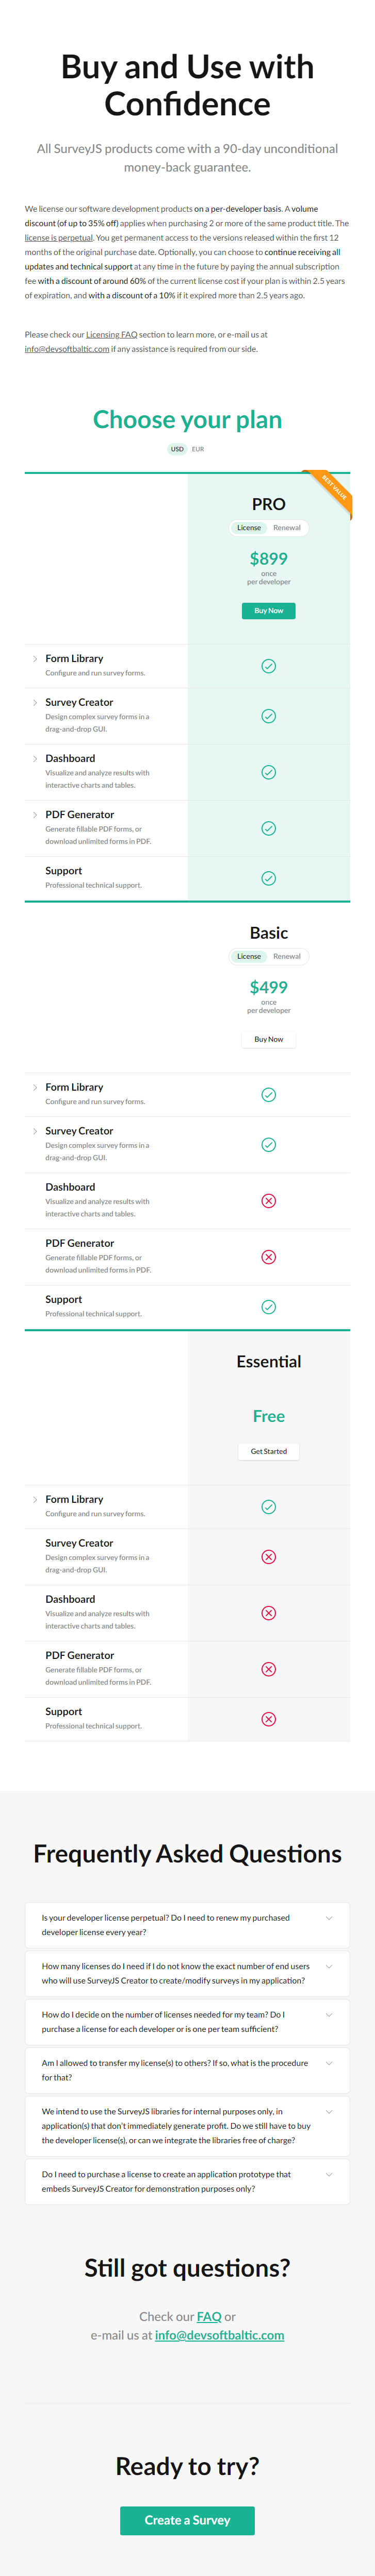 Buy and Use with
Confidence
All SurveyJS products come with a 90-day unconditional
money-back guarantee.
We license our software development products on a per-developer basis. A volume
discount (of up to 35% off) applies when purchasing 2 or more of the same product title. The
license is perpetual. You get permanent access to the versions released within the first 12
months of the original purchase date. Optionally, you can choose to continue receiving all
updates and technical support at any time in the future by paying the annual subscription
fee with a discount of around 60% of the current license cost if your plan is within 2.5 years
of expiration, and with a discount of a 10% if it expired more than 2.5 years ago.
Please check our Licensing FAQ section to learn more, or e-mail us at
info@devsoftbaltic.com if any assistance is required from our side.
Choose your plan
USD EUR
BEST VALUE
PRO
License Renewal
$899
once
per developer
Buy Now
Form Library
Configure and run survey forms.
Survey Creator
Design complex survey forms in a
drag-and-drop GUI.
Dashboard
Visualize and analyze results with
interactive charts and tables.
PDF Generator
Generate fillable PDF forms, or
download unlimited forms in PDF.
Support
Professional technical support.
Basic
License Renewal
$499
once
per developer
Buy Now
Form Library
Configure and run survey forms.
Survey Creator
Design complex survey forms in a
drag-and-drop GUI.
Dashboard
Visualize and analyze results with
interactive charts and tables.
PDF Generator
Generate fillable PDF forms, or
download unlimited forms in PDF.
Support
Professional technical support.
Essential
Free
Get Started
Form Library
Configure and run survey forms.
Survey Creator
Design complex survey forms in a
drag-and-drop GUI.
Dashboard
Visualize and analyze results with
interactive charts and tables.
PDF Generator
Generate fillable PDF forms, or
download unlimited forms in PDF.
Support
Professional technical support.
Frequently Asked Questions
Is your developer license perpetual? Do I need to renew my purchased
developer license every year?
How many licenses do I need if I do not know the exact number of end users
who will use SurveyJS Creator to create/modify surveys in my application?
How do I decide on the number of licenses needed for my team? Do I
purchase a license for each developer or is one per team sufficient?
Am I allowed to transfer my license(s) to others? If so, what is the procedure
for that?
We intend to use the SurveyJS libraries for internal purposes only, in
application(s) that don't immediately generate profit. Do we still have to buy
the developer license(s), or can we integrate the libraries free of charge?
Do I need to purchase a license to create an application prototype that
embeds SurveyJS Creator for demonstration purposes only?
Still got questions?
Check our FAQ or
e-mail us at info@devsoftbaltic.com
Ready to try?
Create a Survey